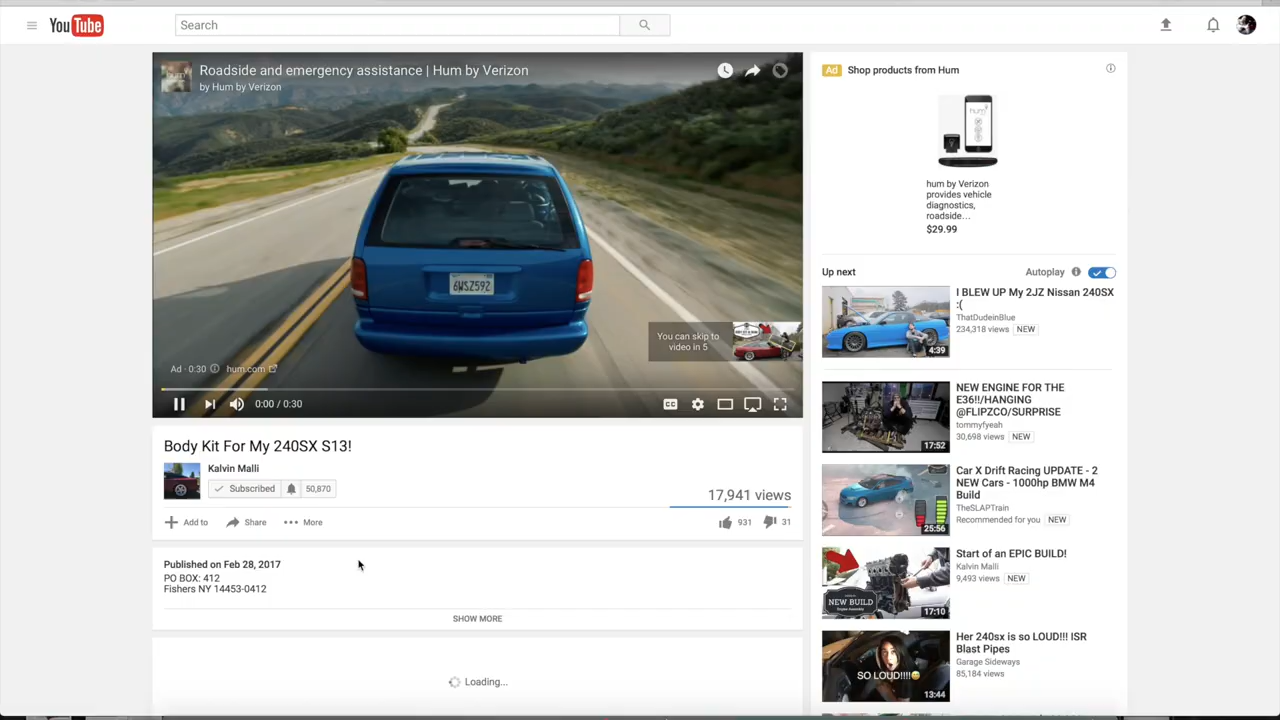 YouTube
Search
Roadside and emergency assistance | Hum by Verizon
by Hum by Verizon
6WSZ592
You can skip to
video in 5
Ad · 0:30
hum.com
0:00 / 0:30
CC
Body Kit For My 240SX S13!
Kalvin Malli
Subscribed
50,870
17,941 views
Add to
Share
More
931
31
Published on Feb 28, 2017
PO BOX: 412
Fishers NY 14453-0412
SHOW MORE
Loading...
Ad
Shop products from Hum
hum
hum by Verizon
provides vehicle
diagnostics,
roadside...
$29.99
Up next
Autoplay
I BLEW UP My 2JZ Nissan 240SX
:(
ThatDudeinBlue
234,318 views
NEW
4:39
NEW ENGINE FOR THE
E36!!/HANGING
@FLIPZCO/SURPRISE
tommyfyeah
30,698 views
NEW
17:52
Car X Drift Racing UPDATE - 2
NEW Cars - 1000hp BMW M4
Build
TheSLAPTrain
Recommended for you
NEW
25:56
Start of an EPIC BUILD!
Kalvin Malli
9,493 views
NEW
NEW BUILD
17:10
Her 240sx is so LOUD!!! ISR
Blast Pipes
Garage Sideways
85,184 views
SO LOUD!!!!
13:44